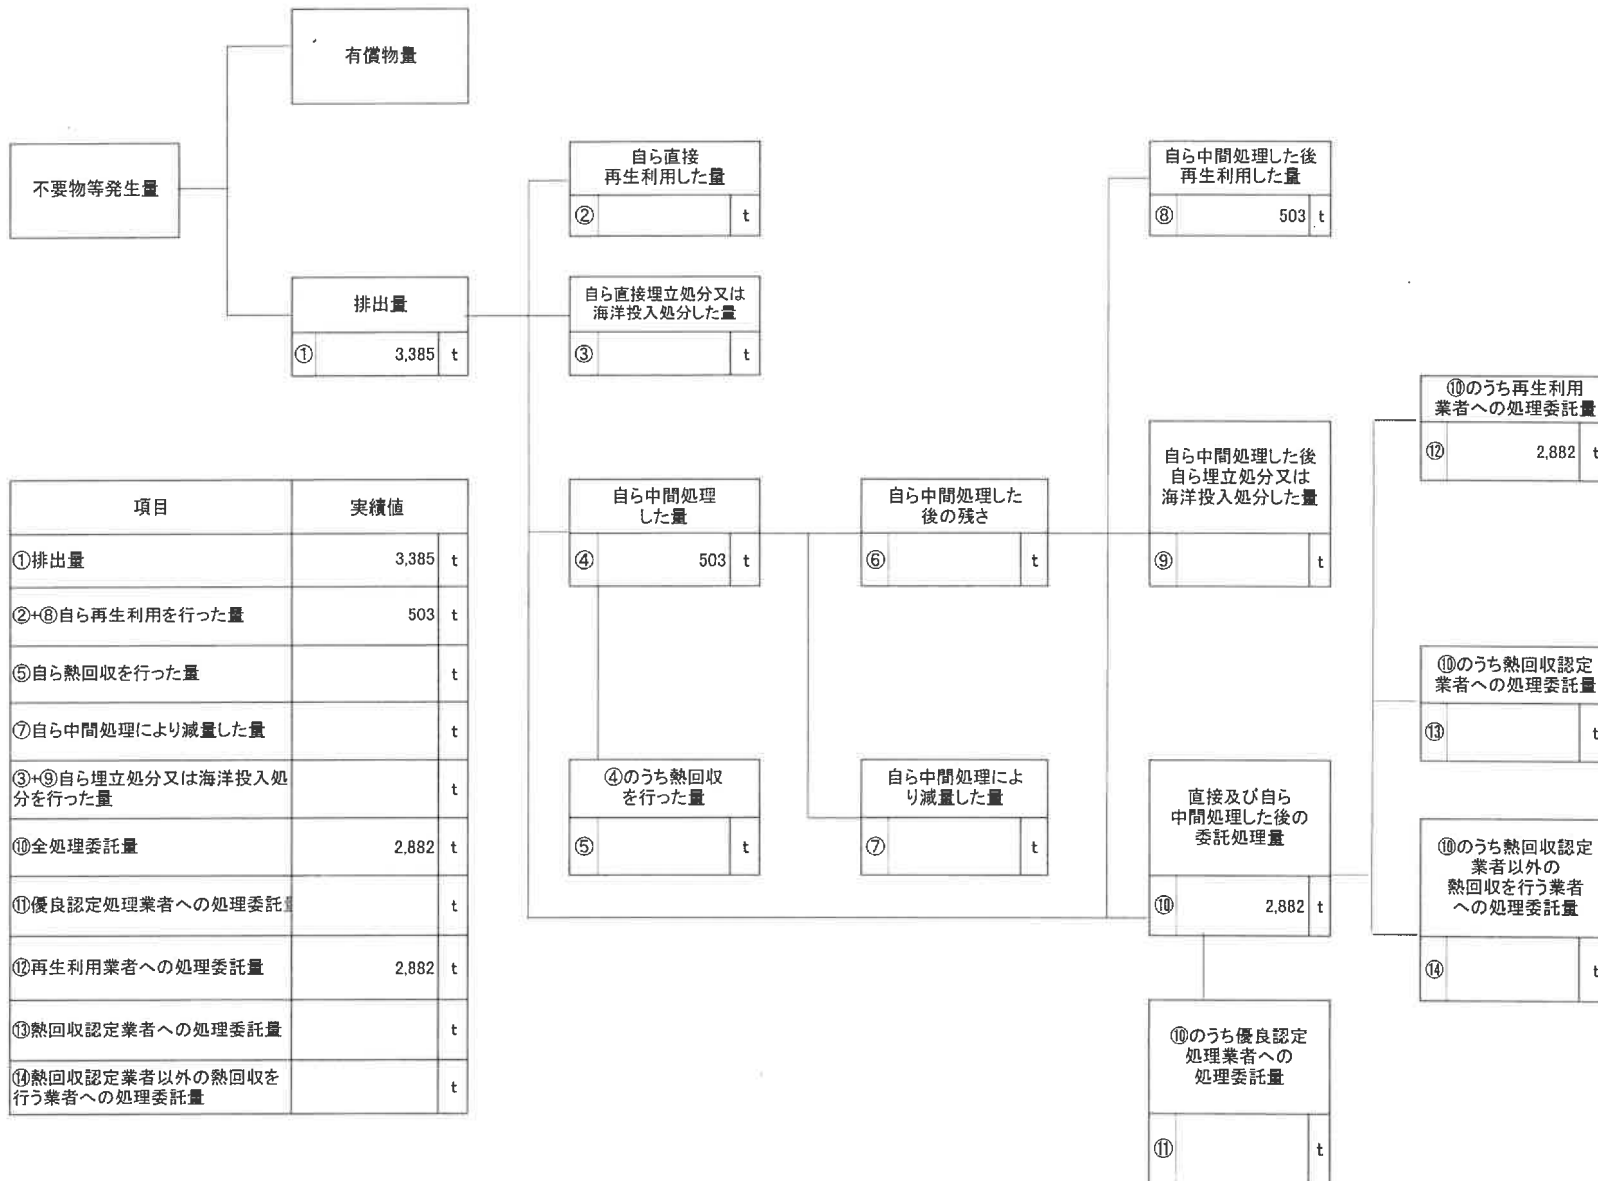 有償物量
不要物等発生量
排出量
① 3,385 t
自ら直接
再生利用した量
② t
自ら直接埋立処分又は
海洋投入処分した量
③ t
自ら中間処理
した量
④ 503 t
④のうち熱回収
を行った量
⑤ t
自ら中間処理した
後の残さ
⑥ t
自ら中間処理によ
り減量した量
⑦ t
自ら中間処理した後
再生利用した量
⑧ 503 t
自ら中間処理した後
自ら埋立処分又は
海洋投入処分した量
⑨ t
直接及び自ら
中間処理した後の
委託処理量
⑩ 2,882 t
⑩のうち優良認定
処理業者への
処理委託量
⑪ t
⑩のうち再生利用
業者への処理委託量
⑫ 2,882 t
⑩のうち熱回収認定
業者への処理委託量
⑬ t
⑩のうち熱回収認定
業者以外の
熱回収を行う業者
への処理委託量
⑭ t
項目 実績値
①排出量 3,385 t
②+⑧自ら再生利用を行った量 503 t
⑤自ら熱回収を行った量 t
⑦自ら中間処理により減量した量 t
③+⑨自ら埋立処分又は海洋投入処
分を行った量 t
⑩全処理委託量 2,882 t
⑪優良認定処理業者への処理委託 t
⑫再生利用業者への処理委託量 2,882 t
⑬熱回収認定業者への処理委託量 t
⑭熱回収認定業者以外の熱回収を
行う業者への処理委託量 t